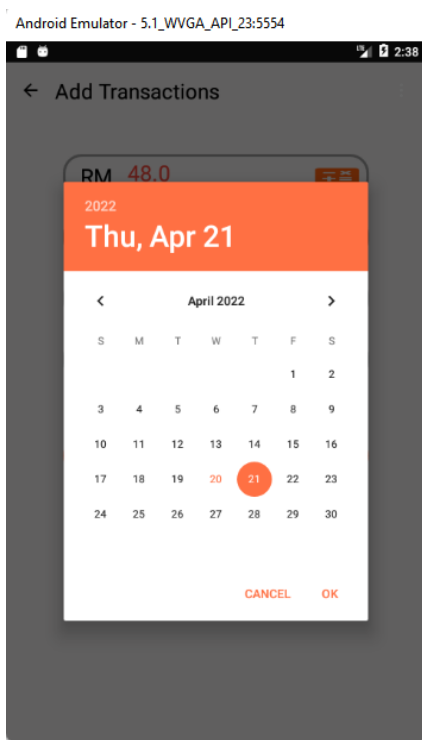 Android Emulator - 5.1_WVGA_API_23:5554
LTE 2:38
Add Transactions
RM 48.0
2022
Thu, Apr 21
April 2022
S M T W T F S
1 2
3 4 5 6 7 8 9
10 11 12 13 14 15 16
17 18 19 20 21 22 23
24 25 26 27 28 29 30
CANCEL OK